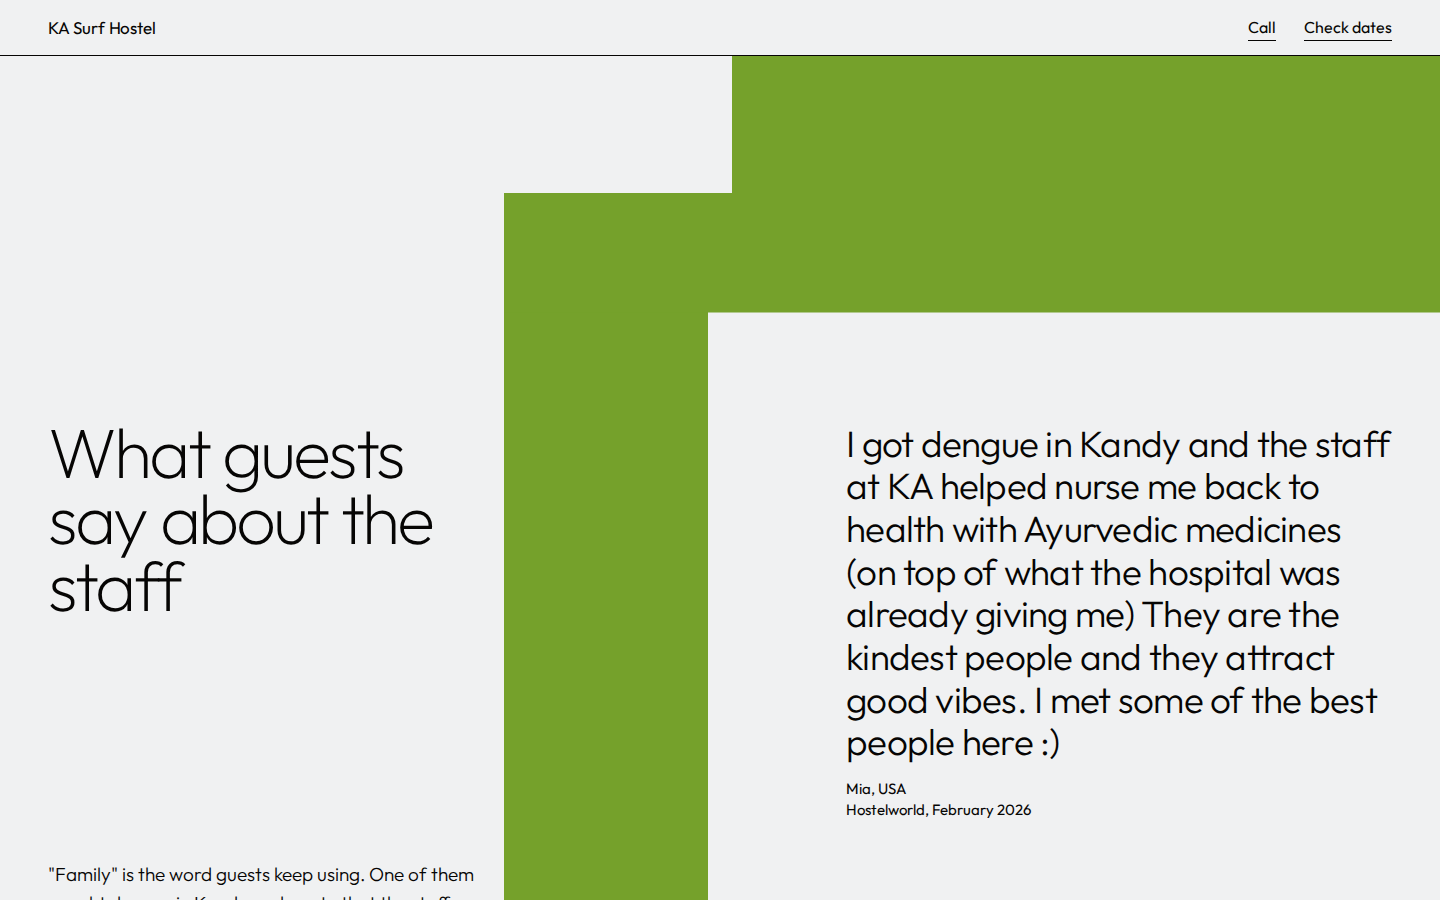 KA Surf Hostel
Call
Check dates
What guests
say about the
staff
I got dengue in Kandy and the staff
at KA helped nurse me back to
health with Ayurvedic medicines
(on top of what the hospital was
already giving me) They are the
kindest people and they attract
good vibes. I met some of the best
people here :)
Mia, USA
Hostelworld, February 2026
"Family" is the word guests keep using. One of them